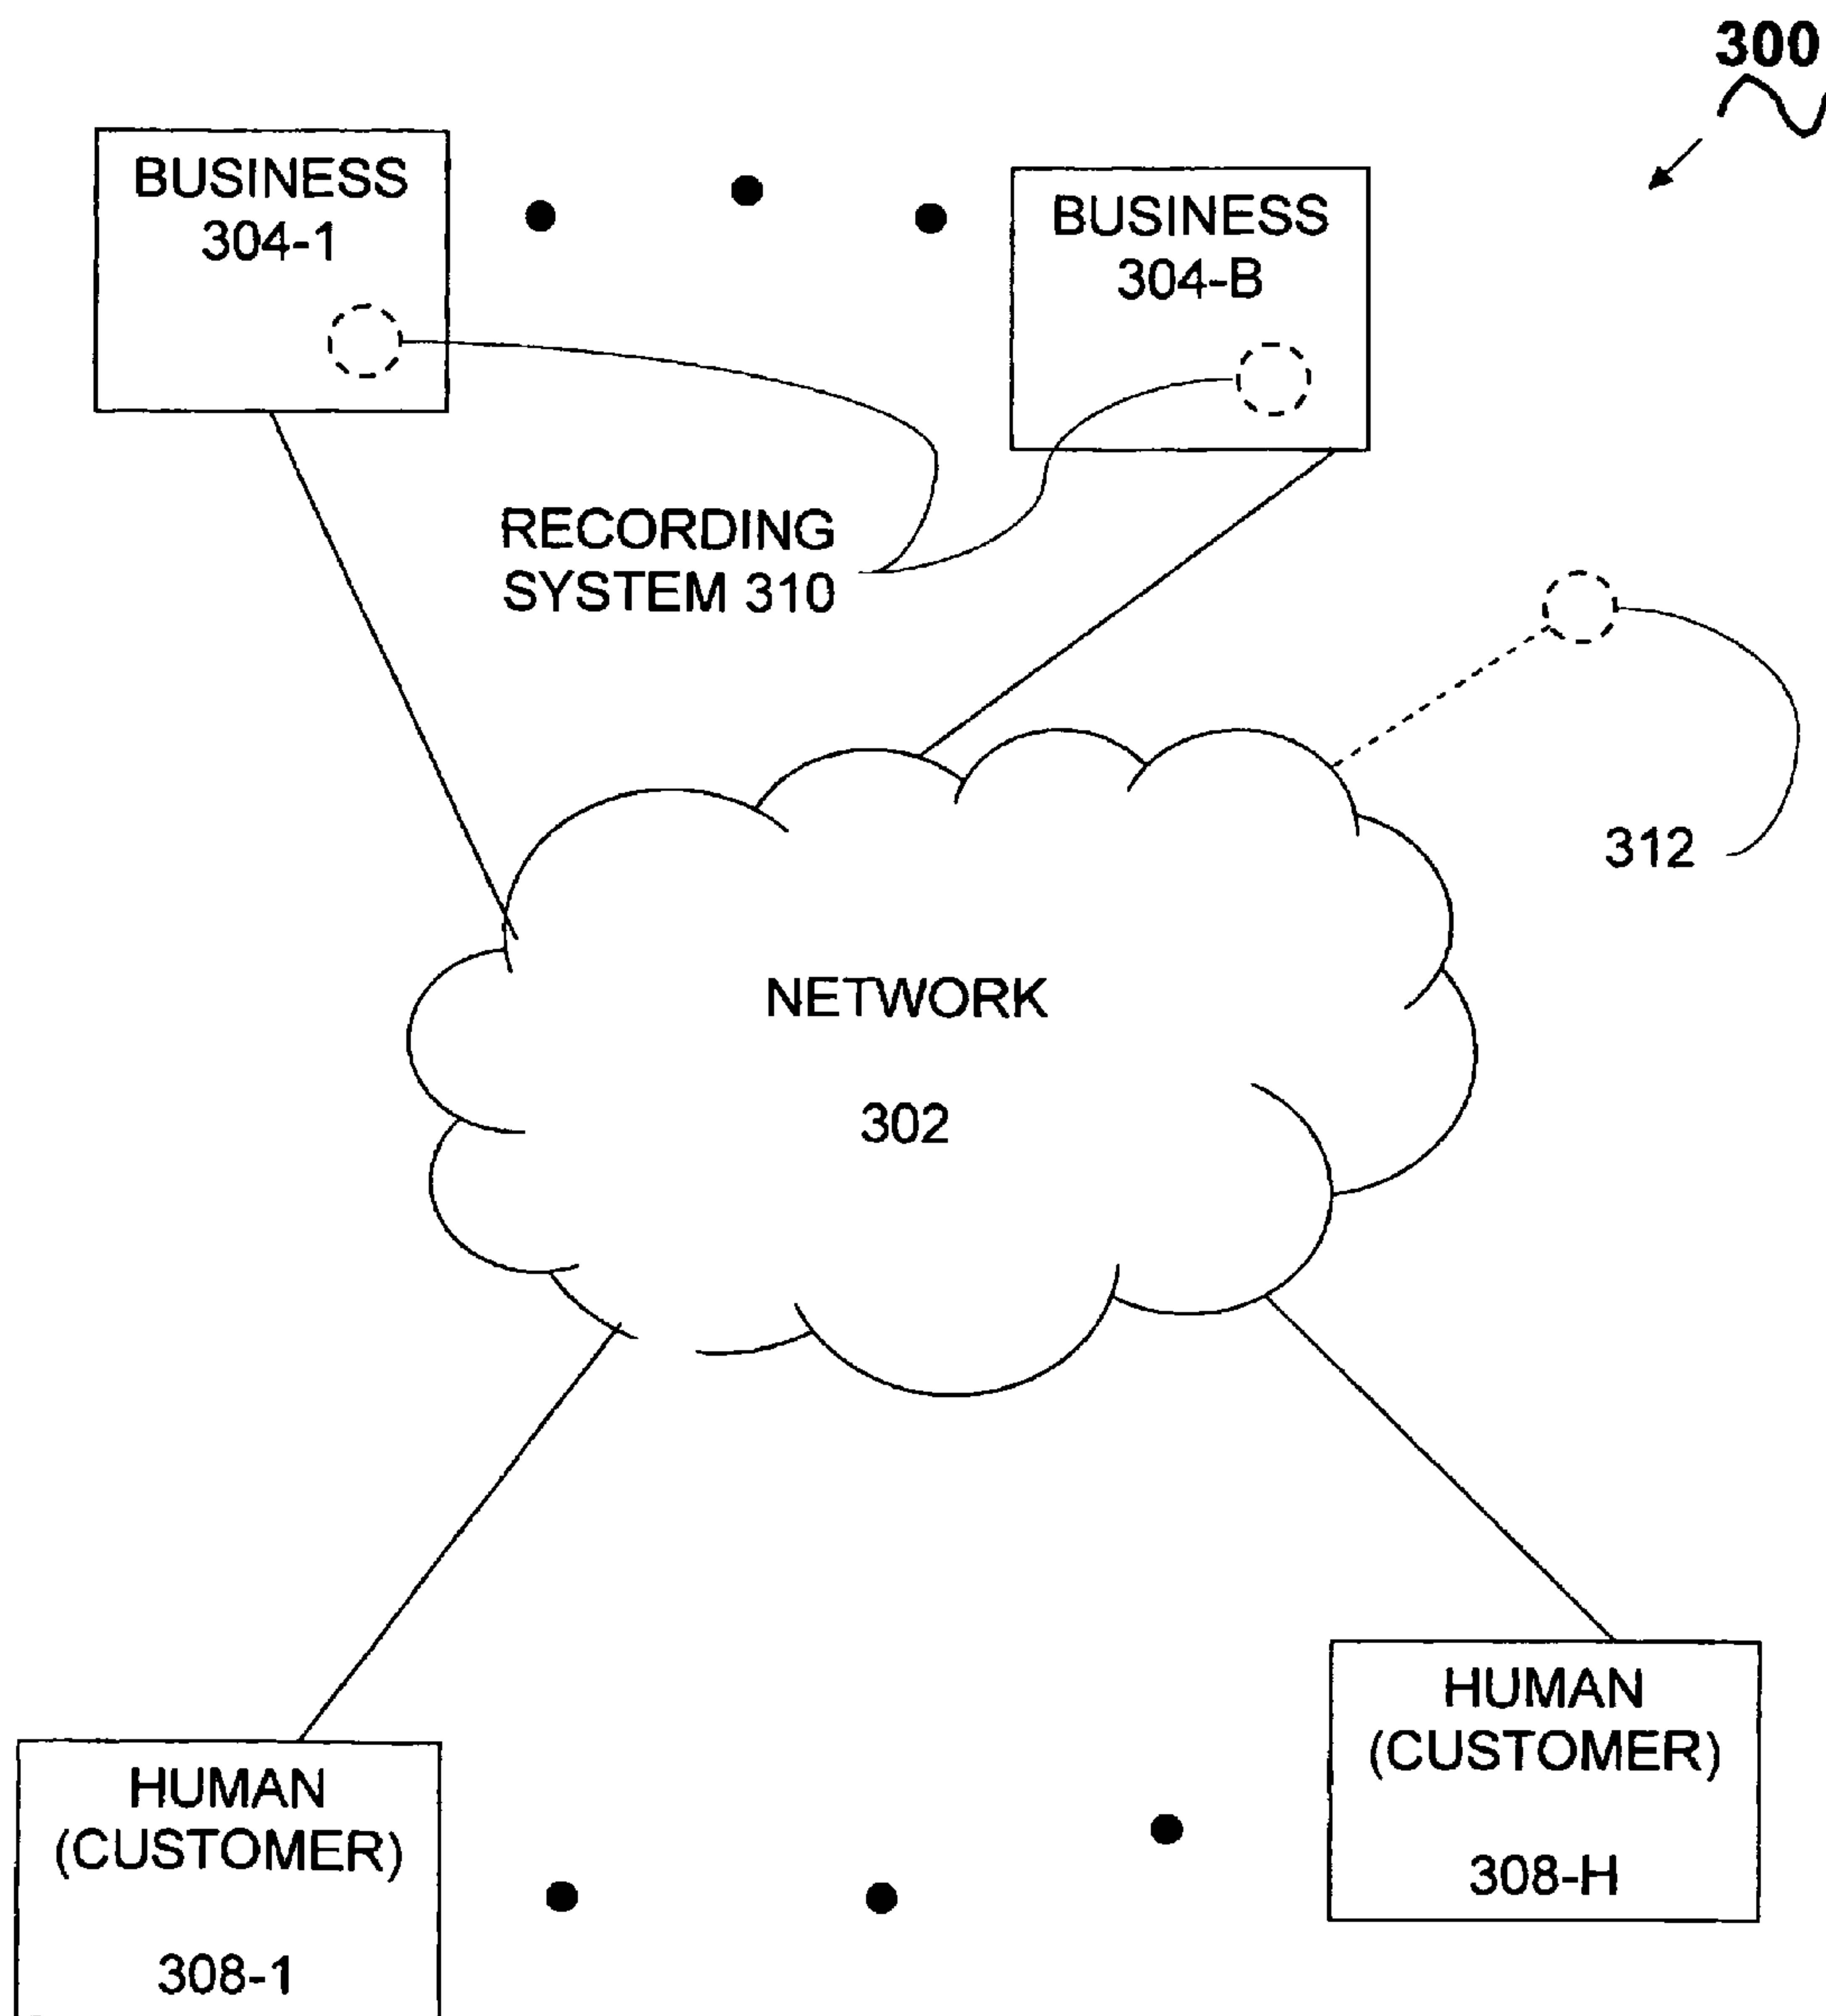 300
BUSINESS
304-1
BUSINESS
304-B
RECORDING
SYSTEM 310
312
NETWORK
302
HUMAN
(CUSTOMER)
308-1
HUMAN
(CUSTOMER)
308-H